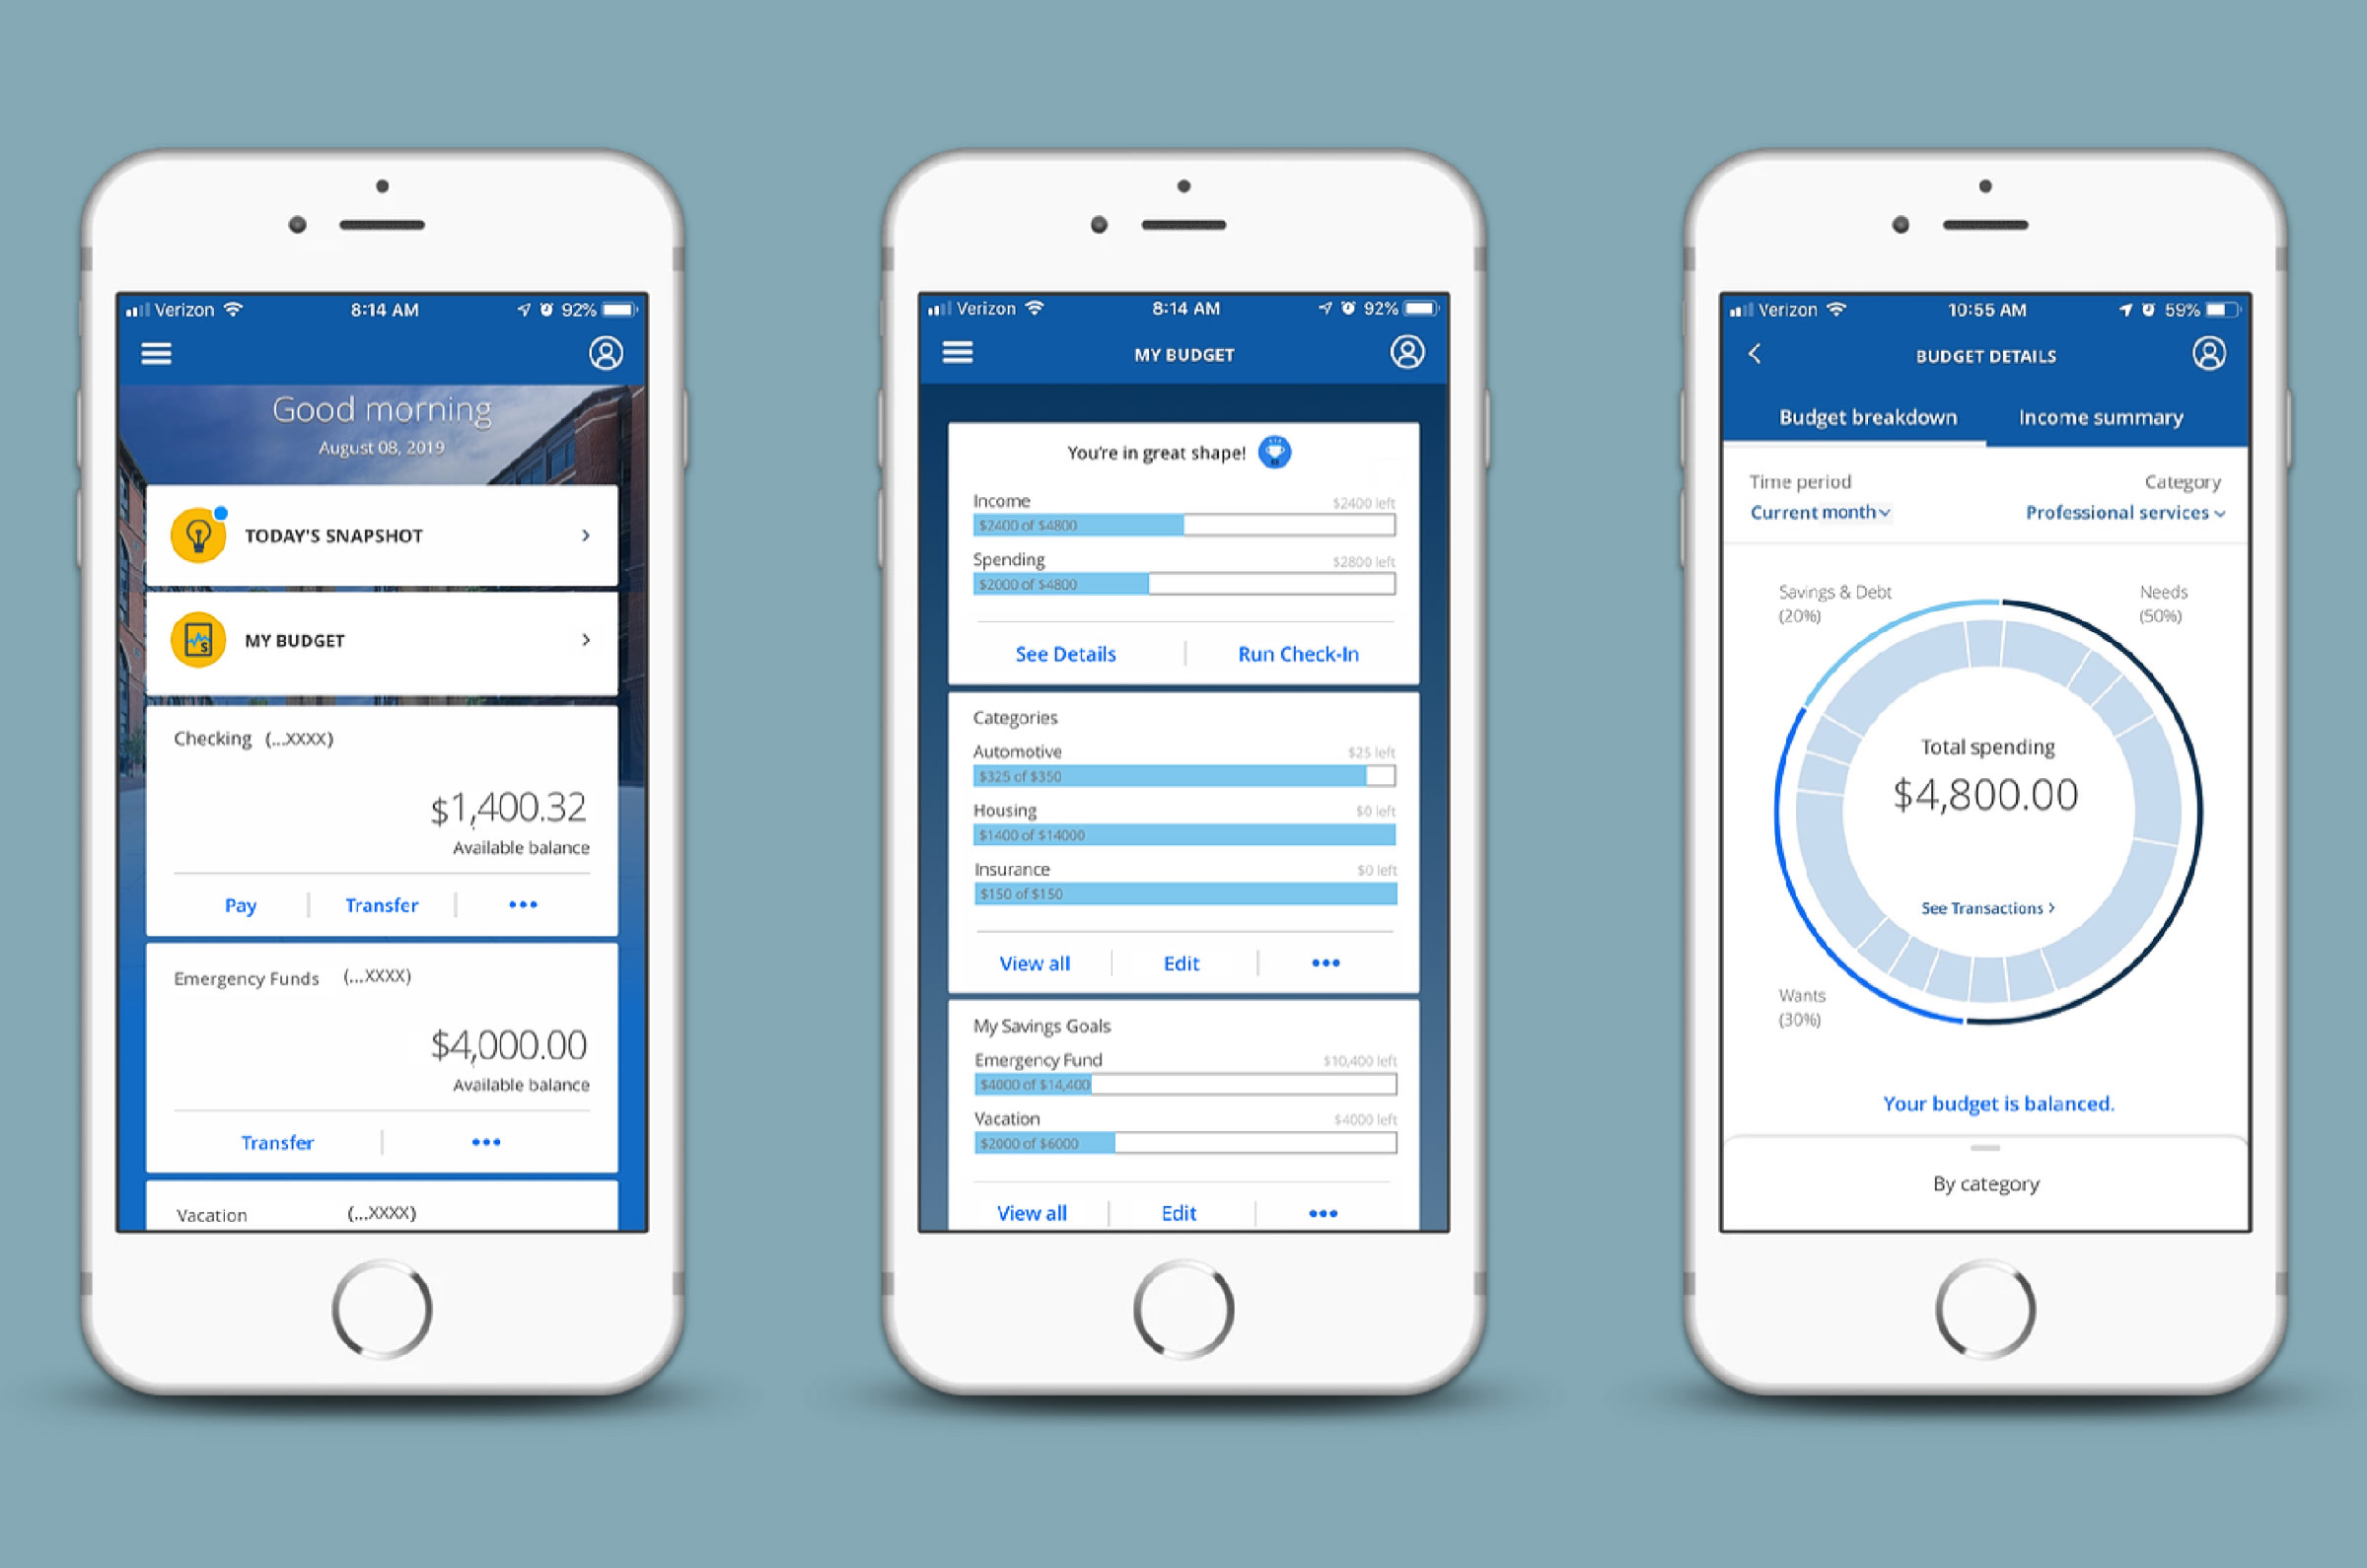 Verizon 8:14 AM 92%
Good morning
August 08, 2019
TODAY'S SNAPSHOT
MY BUDGET
Checking (...XXXX)
$1,400.32
Available balance
Pay Transfer
Emergency Funds (...XXXX)
$4,000.00
Available balance
Transfer
Vacation (...XXXX)
Verizon 8:14 AM 92%
MY BUDGET
You're in great shape!
Income $2400 left
$2400 of $4800
Spending $2800 left
$2000 of $4800
See Details Run Check-In
Categories
Automotive $25 left
$325 of $350
Housing $0 left
$1400 of $14000
Insurance $0 left
$150 of $150
View all Edit
My Savings Goals
Emergency Fund $10,400 left
$4000 of $14,400
Vacation $4000 left
$2000 of $6000
View all Edit
Verizon 10:55 AM 59%
BUDGET DETAILS
Budget breakdown Income summary
Time period Category
Current month Professional services
Savings & Debt Needs
(20%) (50%)
Total spending
$4,800.00
See Transactions
Wants
(30%)
Your budget is balanced.
By category